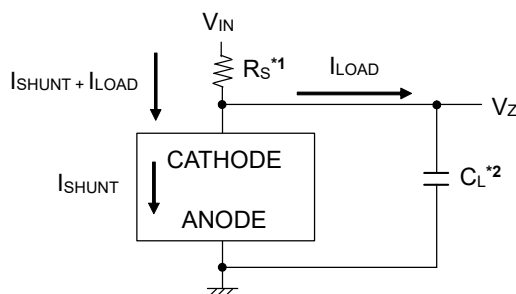 VIN
RS*1
ILOAD
ISHUNT + ILOAD
VZ
CATHODE
ISHUNT
CL*2
ANODE